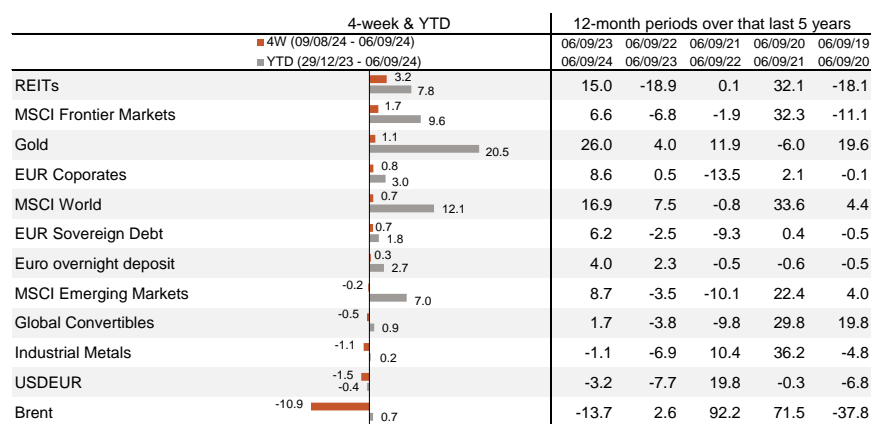 4-week & YTD 12-month periods over that last 5 years
4W (09/08/24 - 06/09/24) 06/09/23 06/09/22 06/09/21 06/09/20 06/09/19
YTD (29/12/23 - 06/09/24) 06/09/24 06/09/23 06/09/22 06/09/21 06/09/20
REITs 3.2 7.8 15.0 -18.9 0.1 32.1 -18.1
MSCI Frontier Markets 1.7 9.6 6.6 -6.8 -1.9 32.3 -11.1
Gold 1.1 20.5 26.0 4.0 11.9 -6.0 19.6
EUR Coporates 0.8 3.0 8.6 0.5 -13.5 2.1 -0.1
MSCI World 0.7 12.1 16.9 7.5 -0.8 33.6 4.4
EUR Sovereign Debt 0.7 1.8 6.2 -2.5 -9.3 0.4 -0.5
Euro overnight deposit 0.3 2.7 4.0 2.3 -0.5 -0.6 -0.5
MSCI Emerging Markets -0.2 7.0 8.7 -3.5 -10.1 22.4 4.0
Global Convertibles -0.5 0.9 1.7 -3.8 -9.8 29.8 19.8
Industrial Metals -1.1 0.2 -1.1 -6.9 10.4 36.2 -4.8
USDEUR -1.5 -0.4 -3.2 -7.7 19.8 -0.3 -6.8
Brent -10.9 0.7 -13.7 2.6 92.2 71.5 -37.8